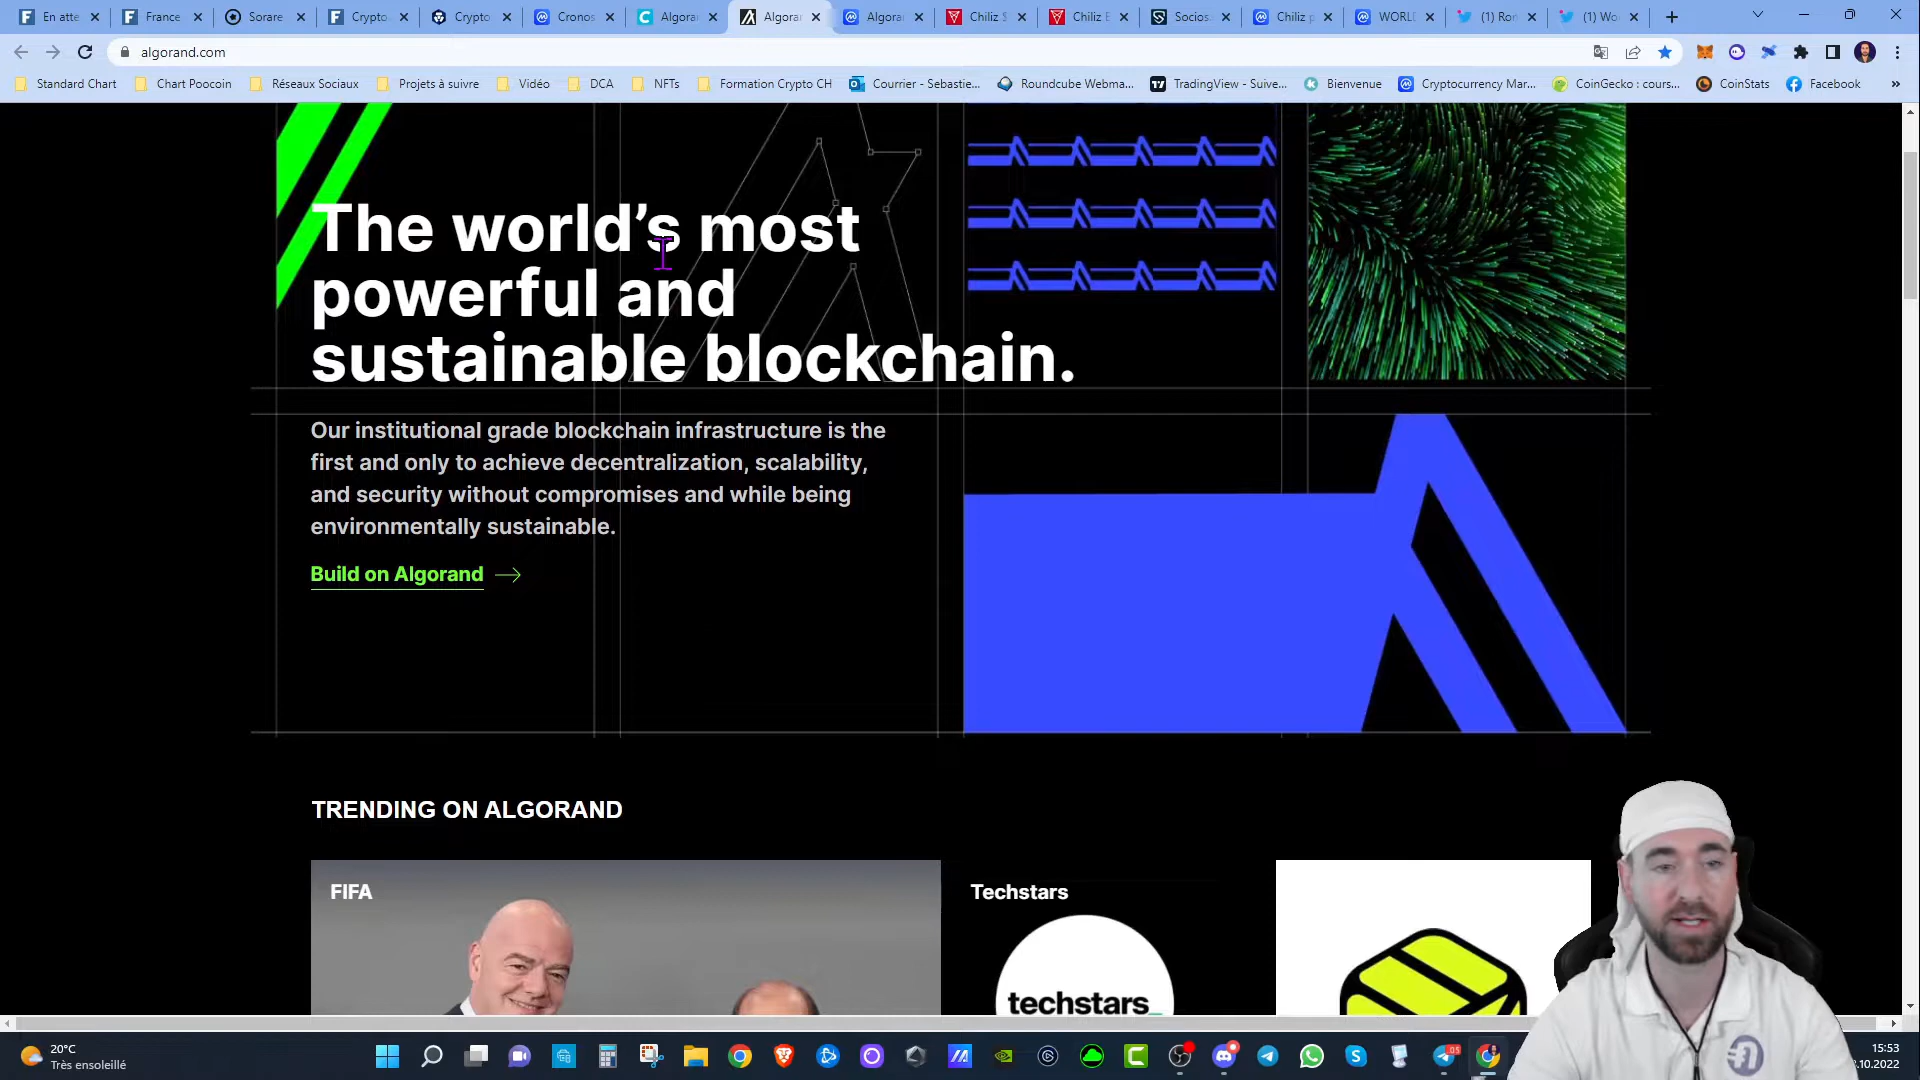 En atte
France
Sorare
Crypto
Crypto
Cronos
Algorar
Algorar
Algora
Chiliz $
Chiliz E
Socios.
Chiliz p
WORL
(1) Ror
(1) Wo
algorand.com
Standard Chart
Chart Poocoin
Réseaux Sociaux
Projets à suivre
Vidéo
DCA
NFTs
Formation Crypto CH
Courrier - Sebastie...
Roundcube Webma...
TradingView - Suive...
Bienvenue
Cryptocurrency Mar...
CoinGecko : cours...
CoinStats
Facebook
The world’s most
powerful and
sustainable blockchain.
Our institutional grade blockchain infrastructure is the
first and only to achieve decentralization, scalability,
and security without compromises and while being
environmentally sustainable.
Build on Algorand
TRENDING ON ALGORAND
FIFA
Techstars
techstars_
20°C
Très ensoleillé
15:53
.10.2022